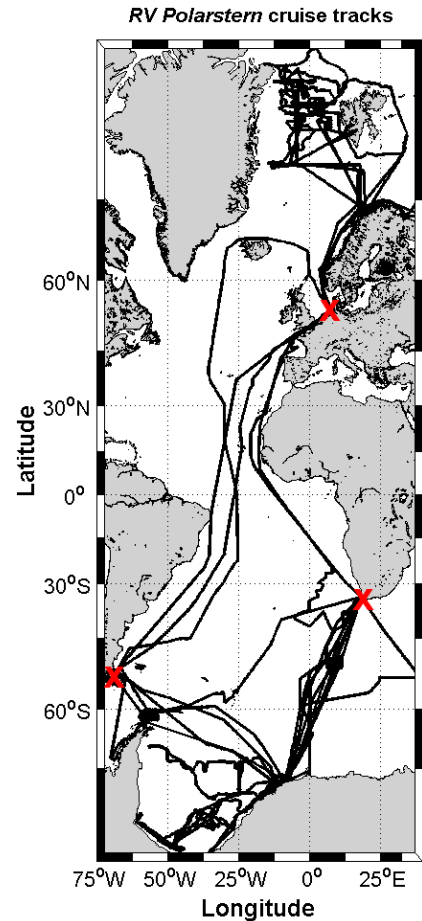 RV Polarstern cruise tracks
60°N
30°N
0°
30°S
60°S
Latitude
75°W 50°W 25°W 0° 25°E
Longitude
X
X
X